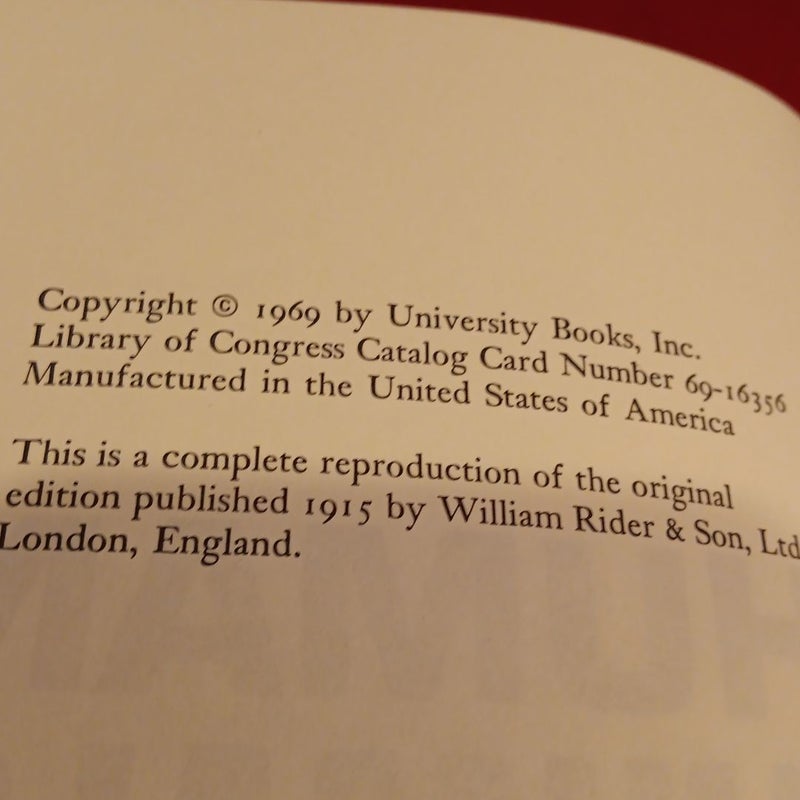 Copyright © 1969 by University Books, Inc.
Library of Congress Catalog Card Number 69-16356
Manufactured in the United States of America
This is a complete reproduction of the original
edition published 1915 by William Rider & Son, Ltd
London, England.